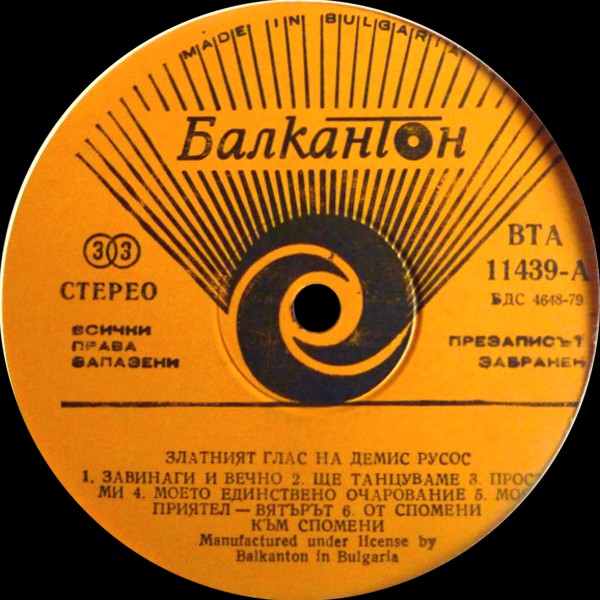 MADE IN BULGARIA
Балкантон
33
СТЕРЕО
ВСИЧКИ
ПРАВА
ЗАПАЗЕНИ
ВТА
11439-А
БДС 4648-79
ПРЕЗАПИСЪТ
ЗАБРАНЕН
ЗЛАТНИЯТ ГЛАС НА ДЕМИС РУСОС
1. ЗАВИНАГИ И ВЕЧНО 2. ЩЕ ТАНЦУВАМЕ 3. ПРОСТ
МИ 4. МОЕТО ЕДИНСТВЕНО ОЧАРОВАНИЕ 5.
ПРИЯТЕЛ — ВЯТЪРЪТ 6. ОТ СПОМЕНИ
КЪМ СПОМЕНИ
Manufactured under license by
Balkanton in Bulgaria